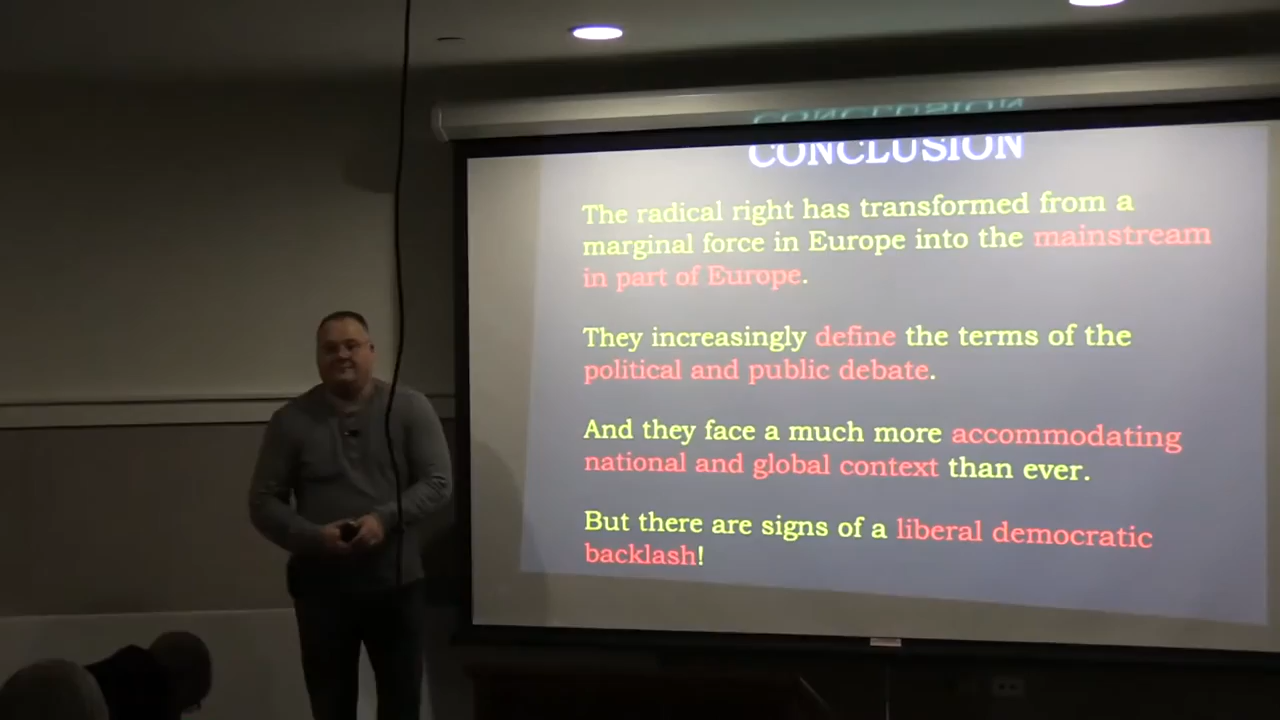 CONCLUSION
The radical right has transformed from a
marginal force in Europe into the mainstream
in part of Europe.
They increasingly define the terms of the
political and public debate.
And they face a much more accommodating
national and global context than ever.
But there are signs of a liberal democratic
backlash!